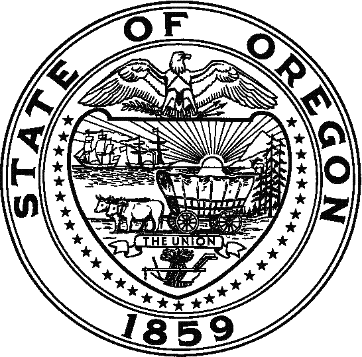 STATE OF OREGON
THE UNION
1859